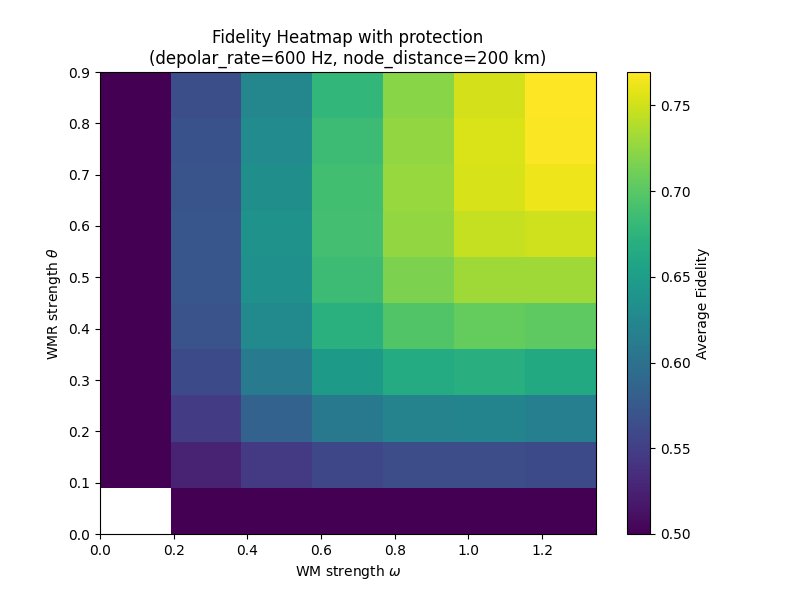 Fidelity Heatmap with protection
(depolar_rate=600 Hz, node_distance=200 km)
0.9
0.8
0.7
0.6
0.5
0.4
0.3
0.2
0.1
0.0
WMR strength θ
0.0 0.2 0.4 0.6 0.8 1.0 1.2
WM strength ω
0.75
0.70
0.65
0.60
0.55
0.50
Average Fidelity